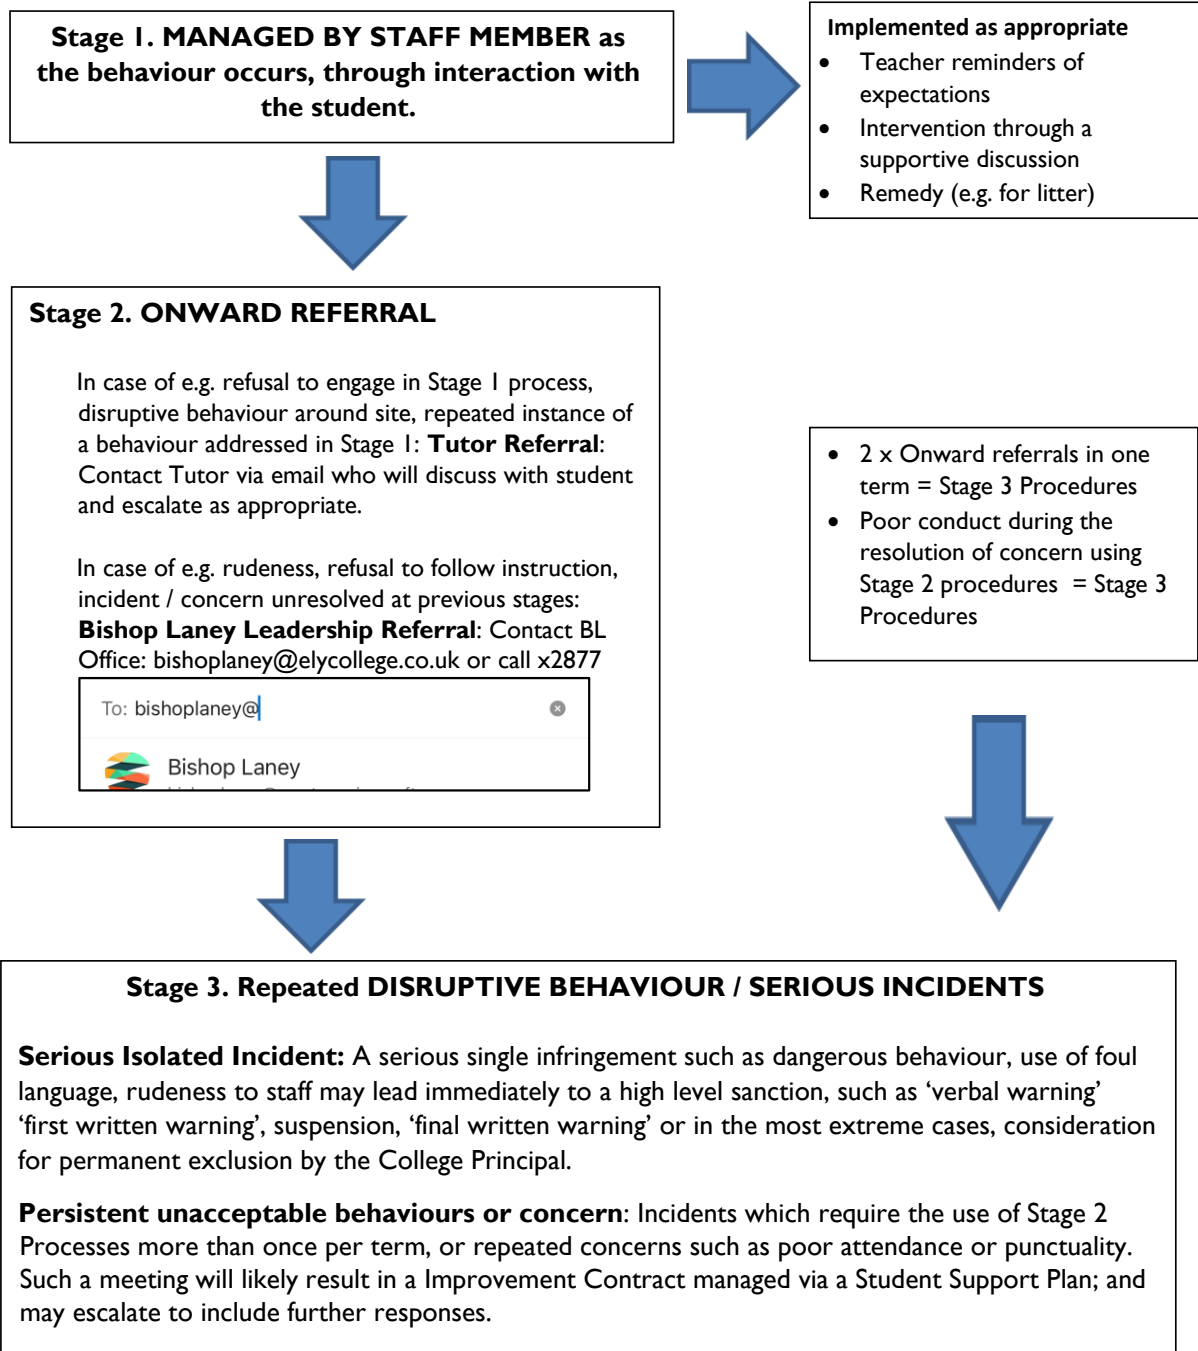 Stage 1. MANAGED BY STAFF MEMBER as
the behaviour occurs, through interaction with
the student.
Implemented as appropriate
• Teacher reminders of
expectations
• Intervention through a
supportive discussion
• Remedy (e.g. for litter)
Stage 2. ONWARD REFERRAL
In case of e.g. refusal to engage in Stage 1 process,
disruptive behaviour around site, repeated instance of
a behaviour addressed in Stage 1: Tutor Referral:
Contact Tutor via email who will discuss with student
and escalate as appropriate.
In case of e.g. rudeness, refusal to follow instruction,
incident / concern unresolved at previous stages:
Bishop Laney Leadership Referral: Contact BL
Office: bishoplaney@elycollege.co.uk or call x2877
To: bishoplaney@
Bishop Laney
• 2 x Onward referrals in one
term = Stage 3 Procedures
• Poor conduct during the
resolution of concern using
Stage 2 procedures = Stage 3
Procedures
Stage 3. Repeated DISRUPTIVE BEHAVIOUR / SERIOUS INCIDENTS
Serious Isolated Incident: A serious single infringement such as dangerous behaviour, use of foul
language, rudeness to staff may lead immediately to a high level sanction, such as ‘verbal warning’
‘first written warning’, suspension, ‘final written warning’ or in the most extreme cases, consideration
for permanent exclusion by the College Principal.
Persistent unacceptable behaviours or concern: Incidents which require the use of Stage 2
Processes more than once per term, or repeated concerns such as poor attendance or punctuality.
Such a meeting will likely result in a Improvement Contract managed via a Student Support Plan; and
may escalate to include further responses.